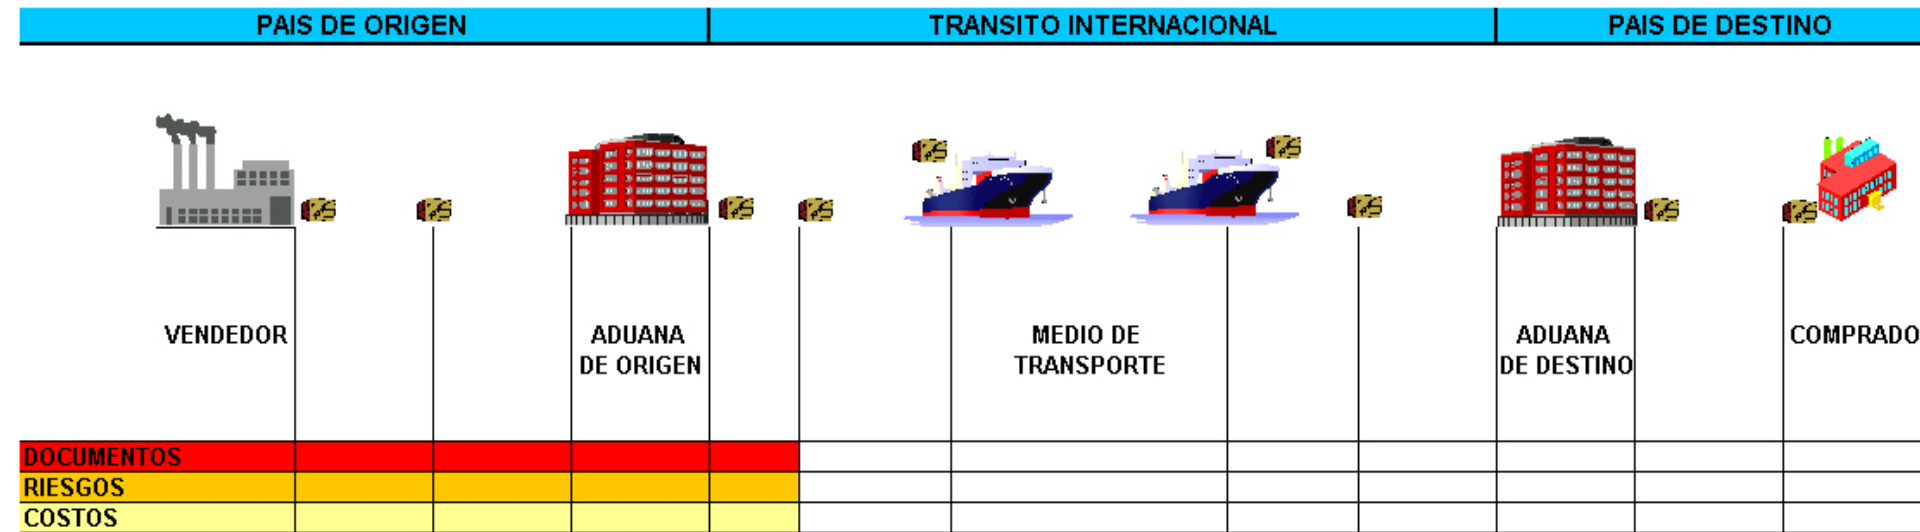 PAIS DE ORIGEN TRANSITO INTERNACIONAL PAIS DE DESTINO
VENDEDOR ADUANA MEDIO DE ADUANA COMPRADO
DE ORIGEN TRANSPORTE DE DESTINO
DOCUMENTOS
RIESGOS
COSTOS